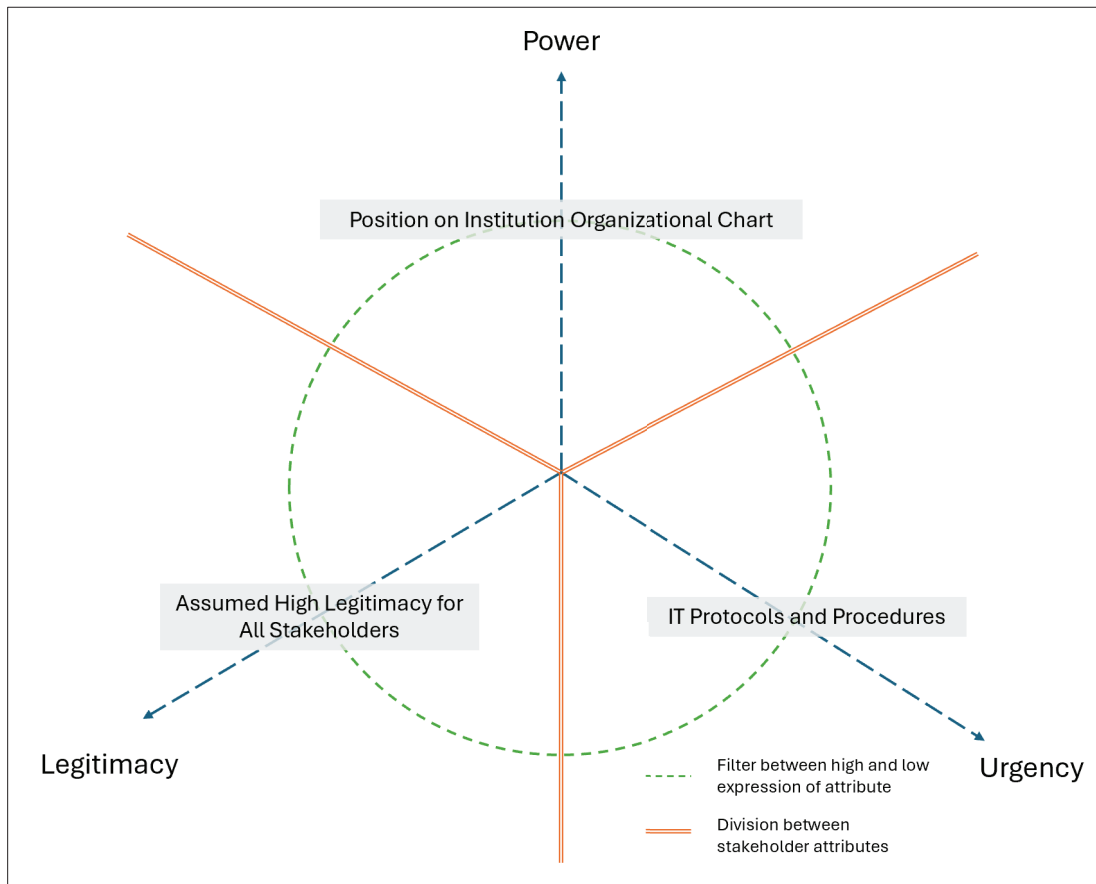 Power
Position on Institution Organizational Chart
Assumed High Legitimacy for
All Stakeholders
IT Protocols and Procedures
Legitimacy
Urgency
Filter between high and low
expression of attribute
Division between
stakeholder attributes